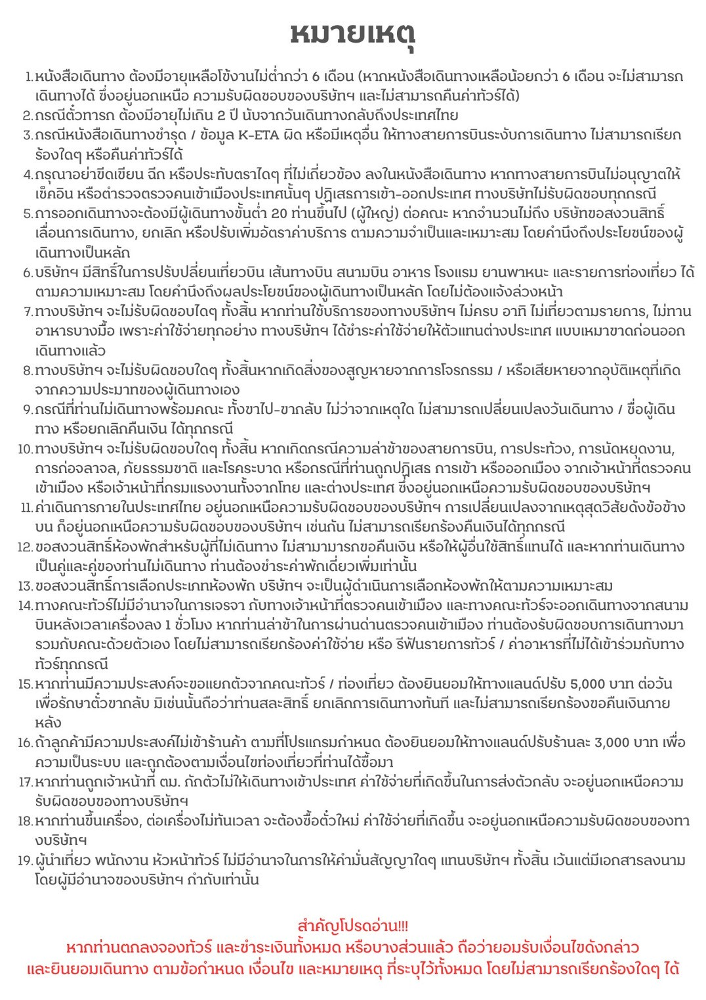 หมายเหตุ
1. หนังสือเดินทาง ต้องมีอายุเหลือโช้งานไม่ต่ำกว่า 6 เดือน (หากหนังสือเดินทางเหลือน้อยกว่า 6 เดือน จะไม่สามารถ
เดินทางได้ ซึ่งอยู่นอกเหนือ ความรับผิดชอบของบริษัทฯ และไม่สามารถคืนค่าทัวร์ได้)
2. กรณีตั๋วทารก ต้องมีอายุไม่เกิน 2 ปี นับจากวันเดินทางกลับถึงประเทศไทย
3. กรณีหนังสือเดินทางชำรุด / ข้อมูล K-ETA ผิด หรือมีเหตุอื่น ให้ทางสายการบินระงับการเดินทาง ไม่สามารถเรียก
ร้องใดๆ หรือคืนค่าทัวร์ได้
4. กรุณาอย่าขีดเขียน ฉีก หรือประทับตราไดๆ ที่ไม่เกี่ยวข้อง ลงในหนังสือเดินทาง หากทางสายการบินไม่อนุญาตให้
เช็คอิน หรือตำรวจตรวจคนเข้าเมืองประเทศนั้นๆ ปฏิเสธการเข้า-ออกประเทศ ทางบริษัทไม่รับผิดชอบทุกกรณี
5. การออกเดินทางจะต้องมีผู้เดินทางขั้นต่ำ 20 ท่านขึ้นไป (ผู้ใหญ่) ต่อคณะ หากจำนวนไม่ถึง บริษัทขอสงวนสิทธิ์
เลื่อนการเดินทาง, ยกเลิก หรือปรับเพิ่มอัตราค่าบริการ ตามความจำเป็นและเหมาะสม โดยคำนึงถึงประโยชน์ของผู้
เดินทางเป็นหลัก
6. บริษัทฯ มีสิทธิ์ในการปรับปลี่ยนเที่ยวบิน เส้นทางบิน สนามบิน อาหาร โรงแรม ยานพาหนะ และรายการท่องเที่ยว ได้
ตามความเหมาะสม โดยคำนึงถึงผลประโยชน์ของผู้เดินทางเป็นหลัก โดยไม่ต้องแจ้งล่วงหน้า
7. ทางบริษัทฯ จะไม่รับผิดชอบไดๆ ทั้งสิ้น หากท่านใช้บริการของทางบริษัทฯ ไม่ครบ อาทิ ไม่เที่ยวตามรายการ, ไม่ทาน
อาหารบางมื้อ เพราะค่าใช้จ่ายทุกอย่าง ทางบริษัทฯ ได้ชำระค่าใช้จ่ายให้ตัวแทนต่างประเทศ แบบเหมาขาดก่อนออก
เดินทางแล้ว
8. ทางบริษัทฯ จะไม่รับผิดชอบใดๆ ทั้งสิ้นหากเกิดสิ่งของสูญหายจากการโจรกรรม / หรือเสียหายจากอุบัติเหตุที่เกิด
จากความประมาทของผู้เดินทางเอง
9. กรณีที่ท่านไม่เดินทางพร้อมคณะ ทั้งขาไป-ขากลับ ไม่ว่าจากเหตุใด ไม่สามารถเปลี่ยนเปลงวันเดินทาง / ชื่อผู้เดิน
ทาง หรือยกเลิกคืนเงิน ได้ทุกกรณี
10. ทางบริษัทฯ จะไม่รับผิดขอบใดๆ ทั้งสิ้น หากเกิดกรณีความล่าช้าของสายการบิน, การประท้วง, การนัดหยุดงาน,
การก่อจลาจล, ภัยธรรมชาติ และโรคระบาด หรือกรณีที่ท่านถูกปฏิเสธ การเข้า หรือออกเมือง จากเจ้าหน้าที่ตรวจคน
เข้าเมือง หรือเจ้าหน้าที่กรมแรงงานทั้งจากไทย และต่างประเทศ ซึ่งอยู่นอกเหนือความรับผิดชอบของบริษัทฯ
11. ค่าเดินการภายในประเทศไทย อยู่นอกเหนือความรับผิดชอบของบริษัทฯ การเปลี่ยนเปลงจากเหตุสุดวิสัยดังข้อข้าง
บน ก็อยู่นอกเหนือความรับผิดชอบของบริษัทฯ เช่นกัน ไม่สามารถเรียกร้องคืนเงินได้ทุกกรณี
12. ขอสงวนสิทธิ์ห้องพักสำหรับผู้ที่ไม่เดินทาง ไม่สามามารถขอคืนเงิน หรือให้ผู้อื่นใช้สิทธิ์แทนได้ และหากท่านเดินทาง
เป็นคู่และคู่ของท่านไม่เดินทาง ท่านต้องชำระค่าพักเดี่ยวเพิ่มเท่านั้น
13. ขอสงวนสิทธิ์การเลือกประเภทห้องพัก บริษัทฯ จะเป็นผู้ดำเนินการเลือกห้องพักให้ตามความเหมาะสม
14. ทางคณะทัวร์ไม่มีอำนาจในการเจรจา กับทางเจ้าหน้าที่ตรวจคนเข้าเมือง และทางคณะทัวร์จะออกเดินทางจากสนาม
บินหลังเวลาเครื่องลง 1 ชั่วโมง หากท่านล่าช้าในการผ่านด่านตรวจคนเข้าเมือง ท่านต้องรับผิดชอบการเดินทางมา
รวมกับคณะด้วยตัวเอง โดยไม่สามารถเรียกร้องค่าใช้จ่าย หรือ รีฟันรายการทัวร์ / ค่าอาหารที่ไม่ได้เข้าร่วมกับทาง
ทัวร์ทุกกรณี
15. หากท่านมีความประสงค์จะขอแยกตัวจากคณะทัวร์ / ท่องเที่ยว ต้องยินยอมให้ทางแลนด์ปรับ 5,000 บาท ต่อวัน
เพื่อรักษาตั๋วขากลับ มิเช่นนั้นถือว่าท่านสละสิทธิ์ ยกเลิกการเดินทางทันที และไม่สามารถเรียกร้องขอคืนเงินภาย
หลัง
16. ถ้าลูกค้ามีความประสงค์ไม่เข้าร้านค้า ตามที่โปรแกรมกำหนด ต้องยินยอมให้ทางแลนด์ปรับร้านละ 3,000 บาท เพื่อ
ความเป็นระบบ และถูกต้องตามเงื่อนไขท่องเที่ยวที่ท่านได้ซื้อมา
17. หากท่านถูกเจ้าหน้าที่ ตม. กักตัวไม่ให้เดินทางเข้าประเทศ ค่าใช้จ่ายที่เกิดขึ้นในการส่งตัวกลับ จะอยู่นอกเหนือความ
รับผิดชอบของทางบริษัทฯ
18. หากท่านขึ้นเครื่อง, ต่อเครื่องไม่ทันเวลา จะต้องซื้อตั๋วใหม่ ค่าใช้จ่ายที่เกิดขึ้น จะอยู่นอกเหนือความรับผิดชอบของทา
งบริษัทฯ
19. ผู้นำเที่ยว พนักงาน หัวหน้าทัวร์ ไม่มีอำนาจในการให้คำมั่นสัญญาใดๆ แทนบริษัทฯ ทั้งสิ้น เว้นแต่มีเอกสารลงนาม
โดยผู้มีอำนาจของบริษัทฯ กำกับเท่านั้น
สำคัญโปรดอ่าน!!!
หากท่านตกลงจองทัวร์ และชำระเงินทั้งหมด หรือบางส่วนแล้ว ถือว่ายอมรับเงื่อนไขดังกล่าว
และยินยอมเดินทาง ตามข้อกำหนด เงื่อนไข และหมายเหตุ ที่ระบุไว้ทั้งหมด โดยไม่สามารถเรียกร้องใดๆ ได้